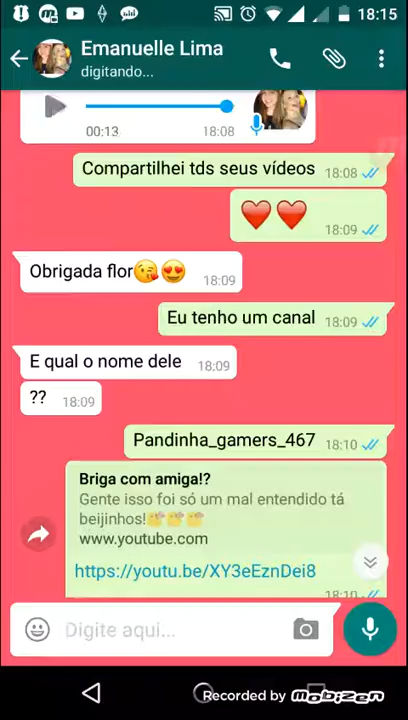 18:15
Emanuelle Lima
digitando...
00:13 18:08
Compartilhei tds seus vídeos 18:08
18:09
Obrigada flor 18:09
Eu tenho um canal 18:09
E qual o nome dele 18:09
?? 18:09
Pandinha_gamers_467 18:10
Briga com amiga!?
Gente isso foi só um mal entendido tá
beijinhos!
www.youtube.com
https://youtu.be/XY3eEznDei8
18:10
Digite aqui...
Recorded by mobizen